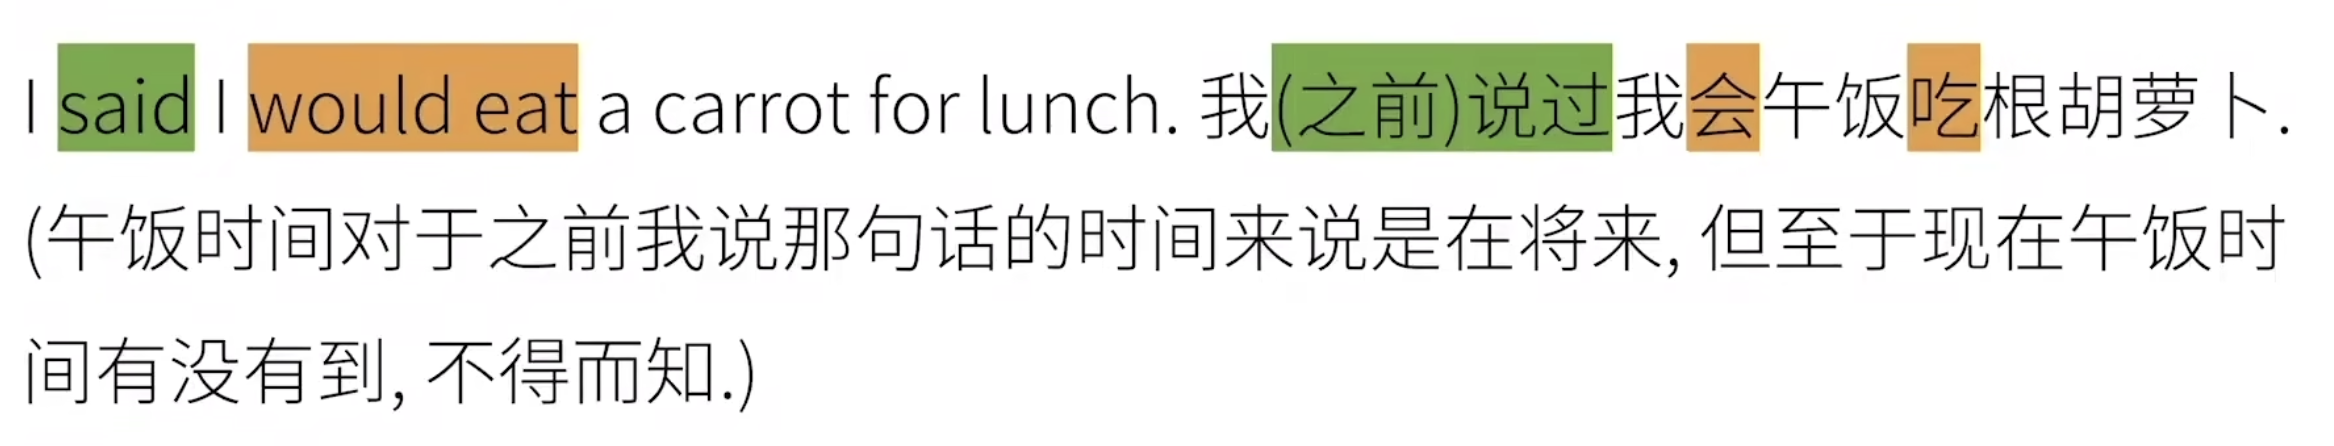 I said I would eat a carrot for lunch. 我(之前)说过我会午饭吃根胡萝卜.
(午饭时间对于之前我说那句话的时间来说是在将来, 但至于现在午饭时
间有没有到, 不得而知.)